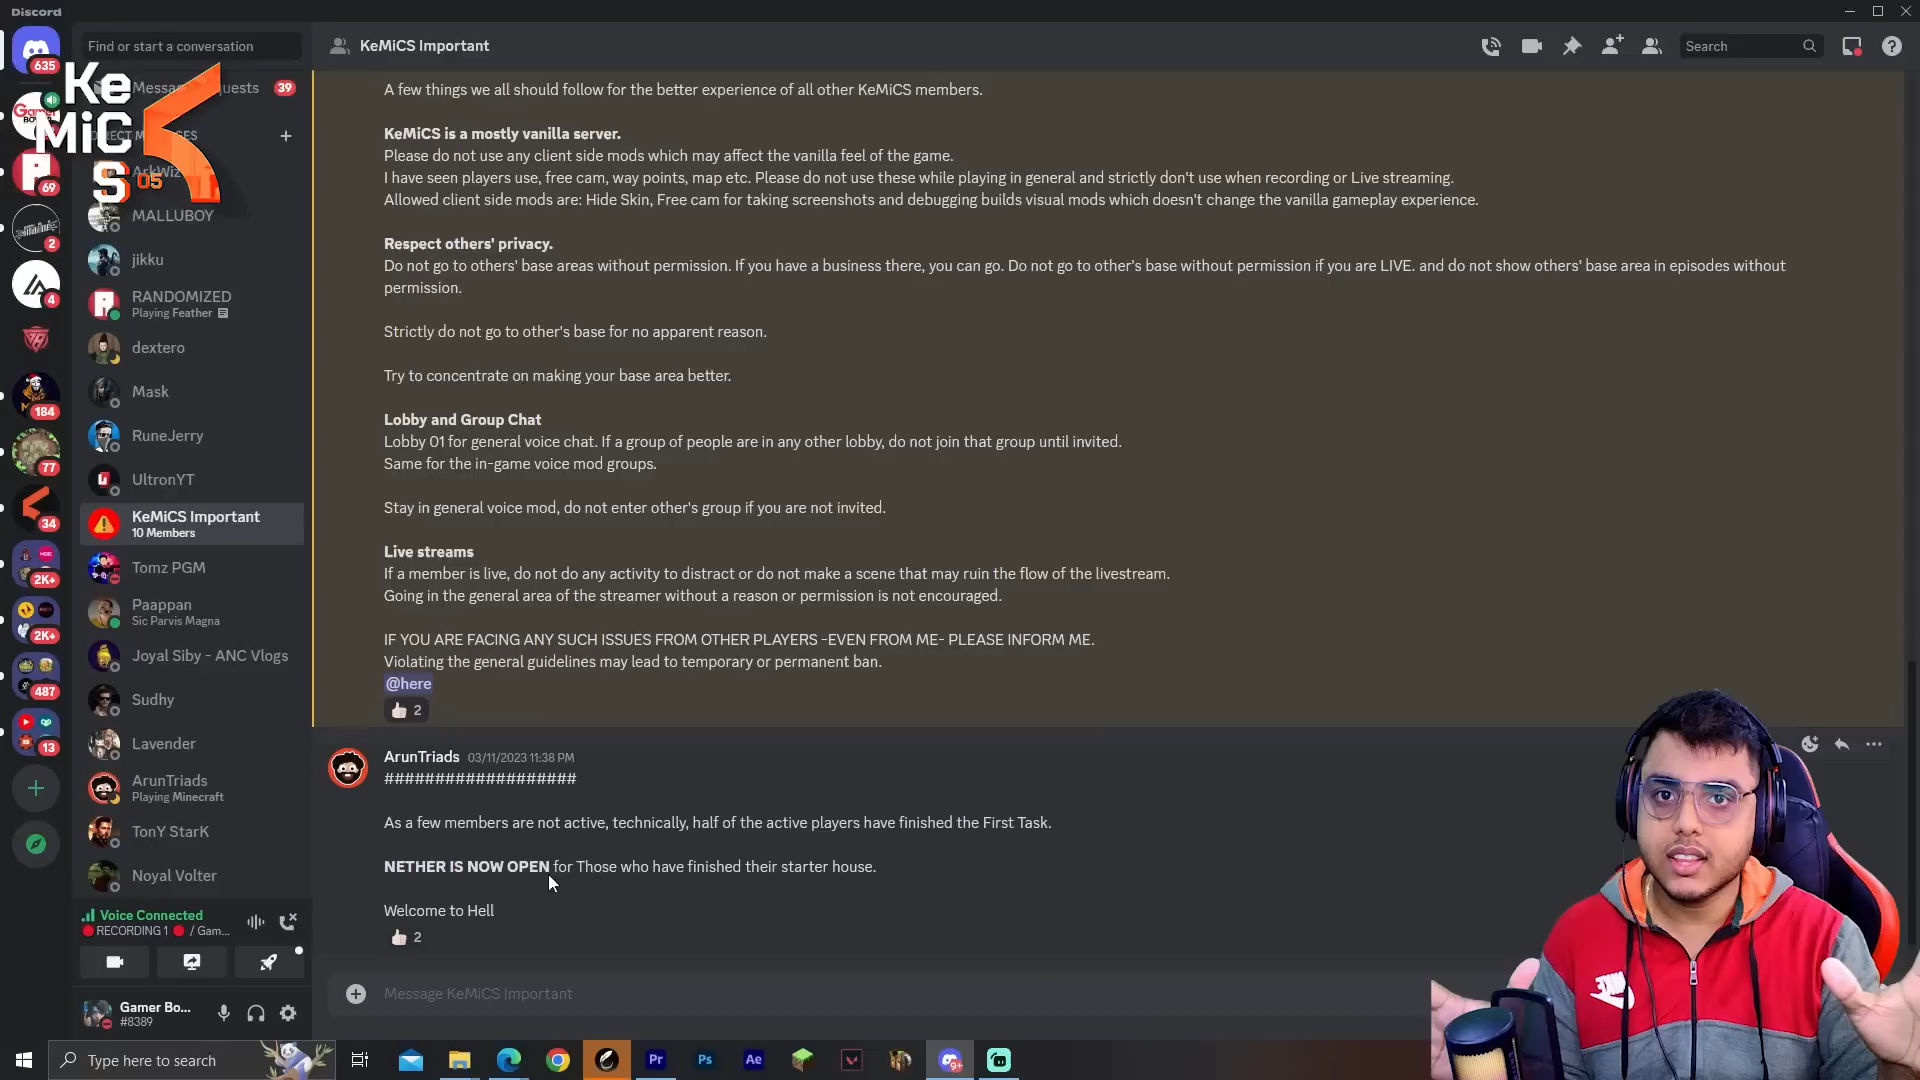 Discord
Find or start a conversation
KeMiCS Important
Search
635
Ke
MiC
S 05
39
69
2
4
184
77
34
2K+
2K+
487
13
ArkWiz
MALLUBOY
jikku
RANDOMIZED
Playing Feather
dextero
Mask
RuneJerry
UltronYT
KeMiCS Important
10 Members
Tomz PGM
Paappan
Sic Parvis Magna
Joyal Siby - ANC Vlogs
Sudhy
Lavender
ArunTriads
Playing Minecraft
TonY StarK
Noyal Volter
Voice Connected
RECORDING 1 / Gam...
Gamer Bo...
#8389
A few things we all should follow for the better experience of all other KeMiCS members.
KeMiCS is a mostly vanilla server.
Please do not use any client side mods which may affect the vanilla feel of the game.
I have seen players use, free cam, way points, map etc. Please do not use these while playing in general and strictly don't use when recording or Live streaming.
Allowed client side mods are: Hide Skin, Free cam for taking screenshots and debugging builds visual mods which doesn't change the vanilla gameplay experience.
Respect others' privacy.
Do not go to others' base areas without permission. If you have a business there, you can go. Do not go to other's base without permission if you are LIVE. and do not show others' base area in episodes without
permission.
Strictly do not go to other's base for no apparent reason.
Try to concentrate on making your base area better.
Lobby and Group Chat
Lobby 01 for general voice chat. If a group of people are in any other lobby, do not join that group until invited.
Same for the in-game voice mod groups.
Stay in general voice mod, do not enter other's group if you are not invited.
Live streams
If a member is live, do not do any activity to distract or do not make a scene that may ruin the flow of the livestream.
Going in the general area of the streamer without a reason or permission is not encouraged.
IF YOU ARE FACING ANY SUCH ISSUES FROM OTHER PLAYERS -EVEN FROM ME- PLEASE INFORM ME.
Violating the general guidelines may lead to temporary or permanent ban.
@here
2
ArunTriads 03/11/2023 11:38 PM
###################
As a few members are not active, technically, half of the active players have finished the First Task.
NETHER IS NOW OPEN for Those who have finished their starter house.
Welcome to Hell
2
Message KeMiCS Important
Type here to search
Pr
Ps
Ae
9+